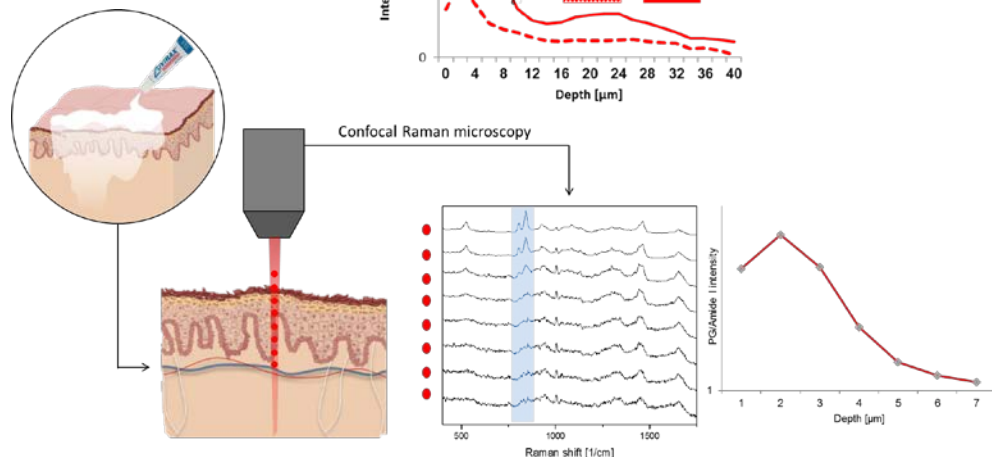 Inte
0
0 4 8 12 16 20 24 28 32 36 40
Depth [µm]
Confocal Raman microscopy
500 1000 1500
Raman shift [1/cm]
PG/Amide I intensity
1
1 2 3 4 5 6 7
Depth [µm]